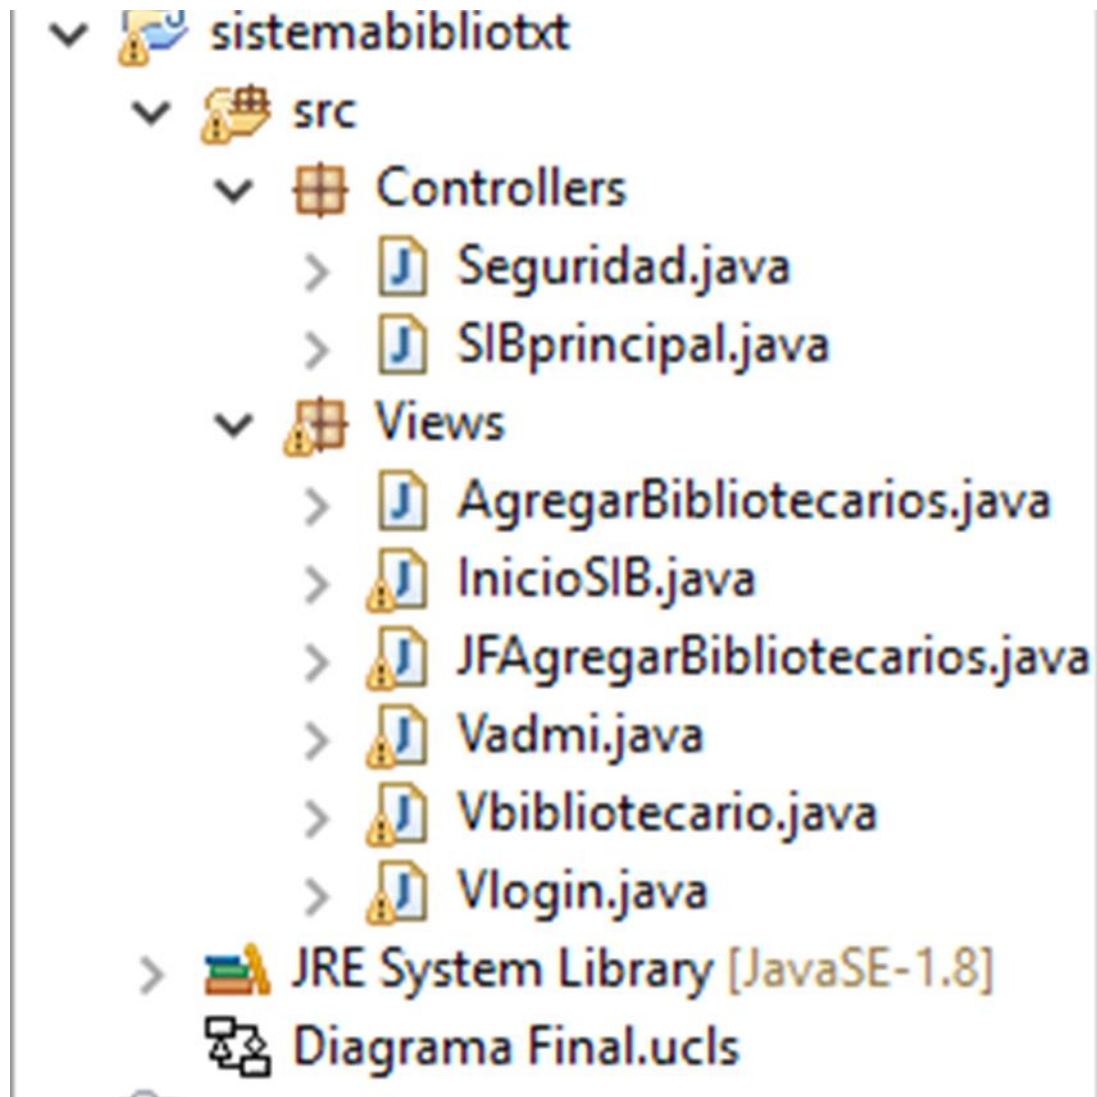 sistemabibliotxt
src
Controllers
Seguridad.java
SIBprincipal.java
Views
AgregarBibliotecarios.java
InicioSIB.java
JFAgregarBibliotecarios.java
Vadmi.java
Vbibliotecario.java
Vlogin.java
JRE System Library [JavaSE-1.8]
Diagrama Final.ucls